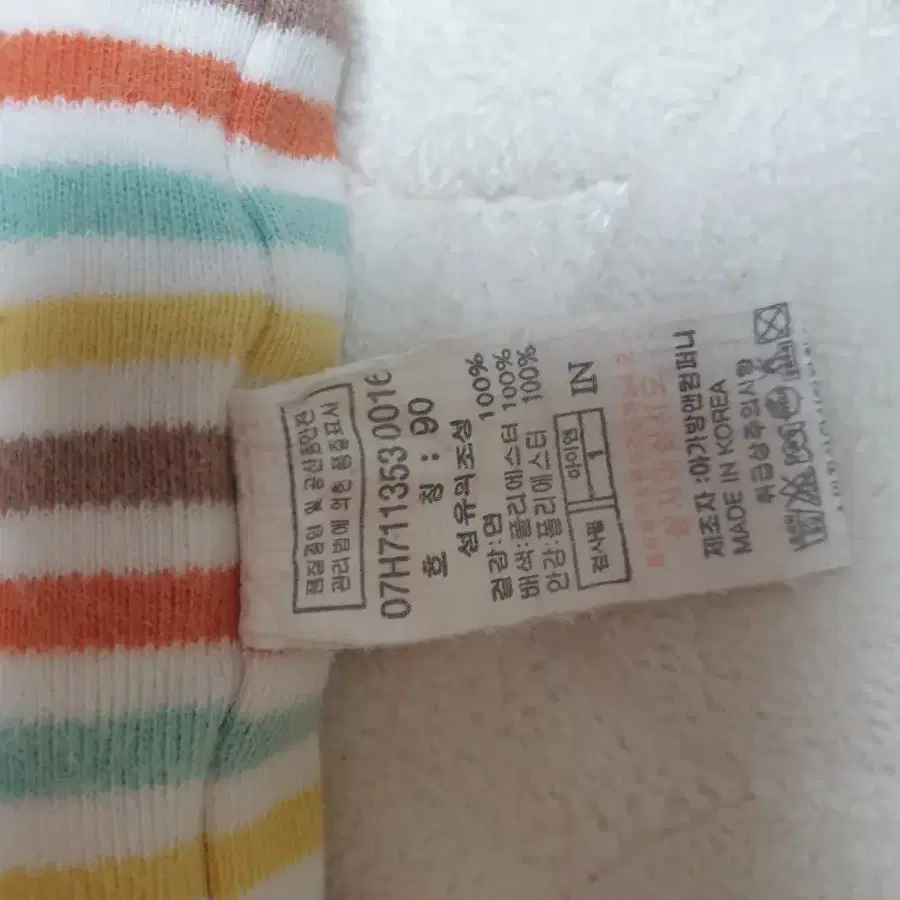 품질경영 및 공산품안전
관리법에 의한 품질표시
07H7113530016
호 칭 : 90
섬유의조성
겉감:면 100%
배색:폴리에스터 100%
안감:폴리에스터 100%
검사필 아이앤 1 IN
제조자:아가방앤컴퍼니
MADE IN KOREA
취급상주의사항